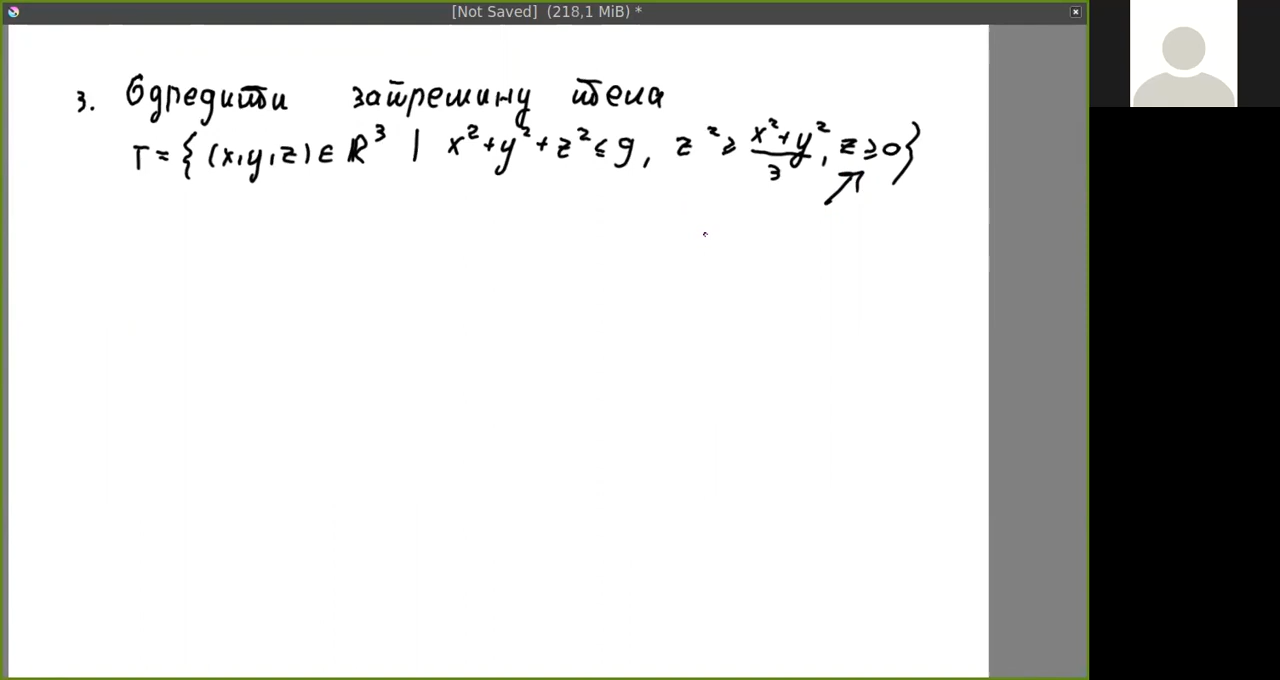 [Not Saved] (218,1 MiB) *
3. Одредити запремину тела
T = { (x,y,z) ∈ ℝ³ | x² + y² + z² ≤ 9, z² ≥ \frac{x² + y²}{3}, z ≥ 0 }